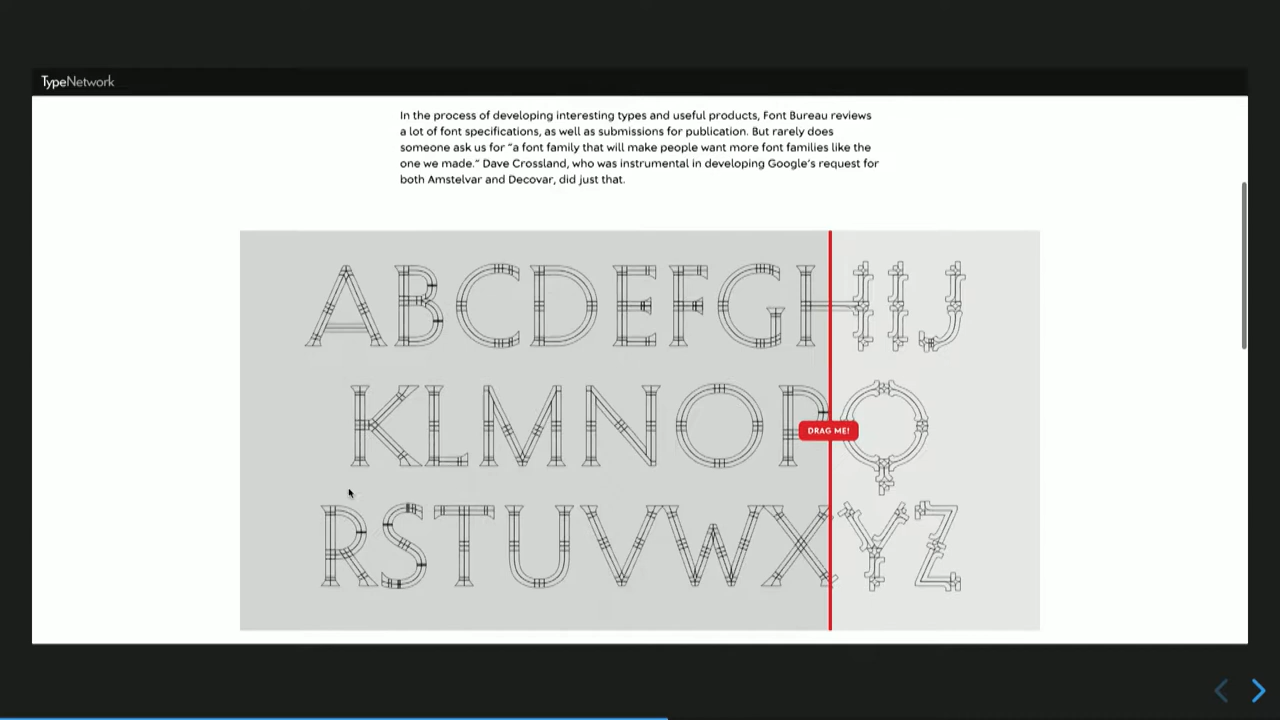 TypeNetwork
In the process of developing interesting types and useful products, Font Bureau reviews
a lot of font specifications, as well as submissions for publication. But rarely does
someone ask us for “a font family that will make people want more font families like the
one we made.” Dave Crossland, who was instrumental in developing Google’s request for
both Amstelvar and Decovar, did just that.
ABCDEFGHIJ
KLMNOPQ
DRAG ME!
RSTUVWXYZ